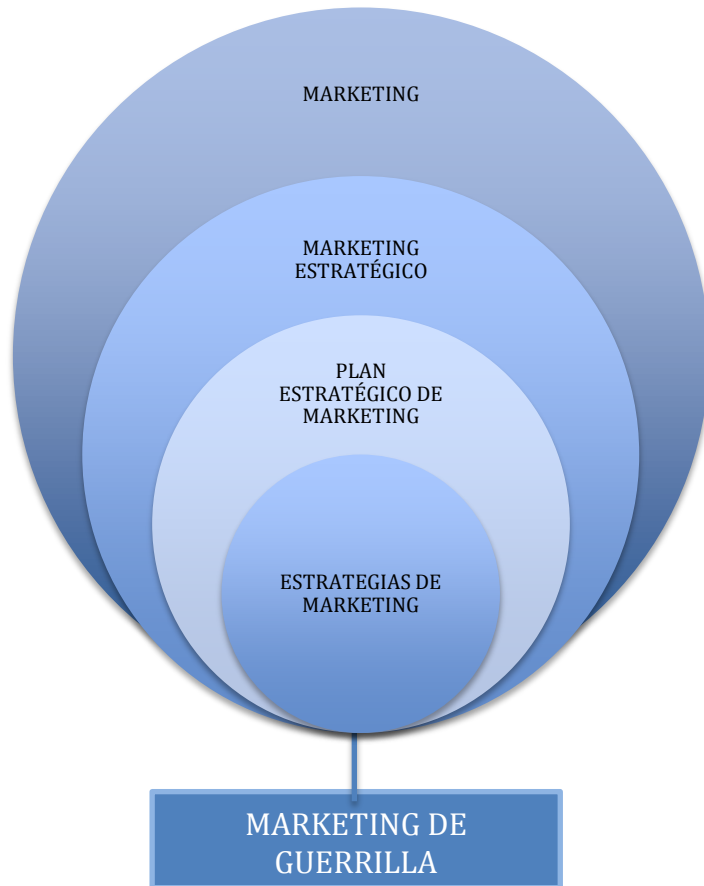 MARKETING
MARKETING
ESTRATÉGICO
PLAN
ESTRATÉGICO DE
MARKETING
ESTRATEGIAS DE
MARKETING
MARKETING DE
GUERRILLA